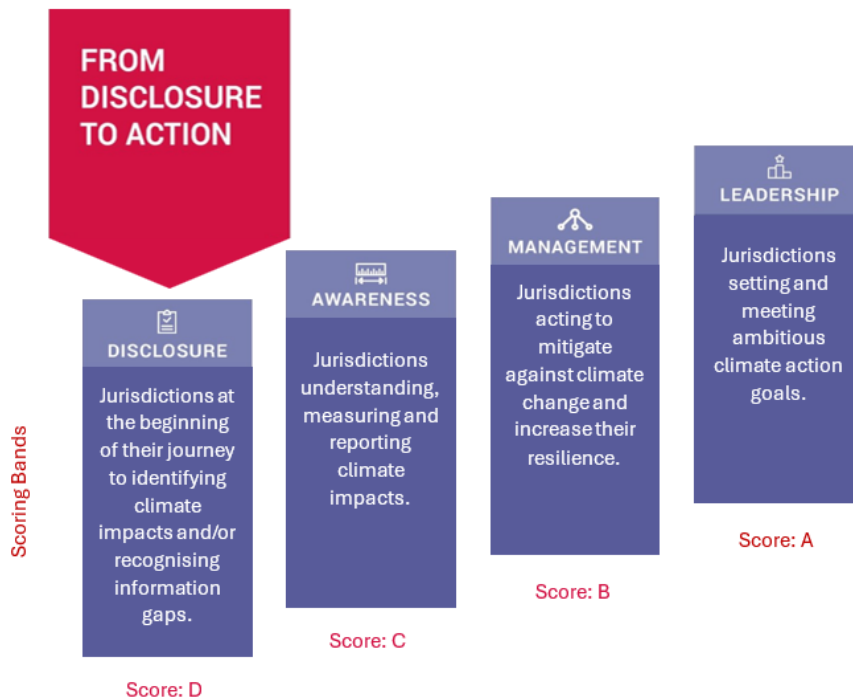 FROM
DISCLOSURE
TO ACTION
Scoring Bands
DISCLOSURE
Jurisdictions at
the beginning
of their journey
to identifying
climate
impacts and/or
recognising
information
gaps.
Score: D
AWARENESS
Jurisdictions
understanding,
measuring and
reporting
climate
impacts.
Score: C
MANAGEMENT
Jurisdictions
acting to
mitigate
against climate
change and
increase their
resilience.
Score: B
LEADERSHIP
Jurisdictions
setting and
meeting
ambitious
climate action
goals.
Score: A